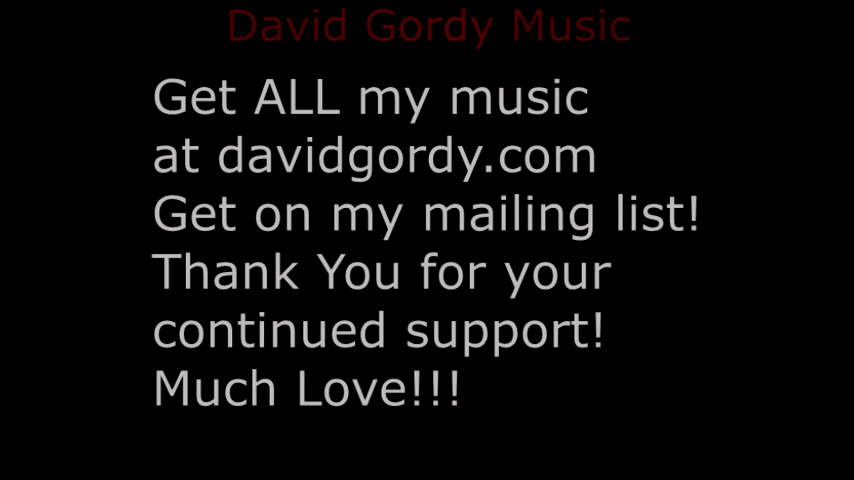 David Gordy Music
Get ALL my music
at davidgordy.com
Get on my mailing list!
Thank You for your
continued support!
Much Love!!!